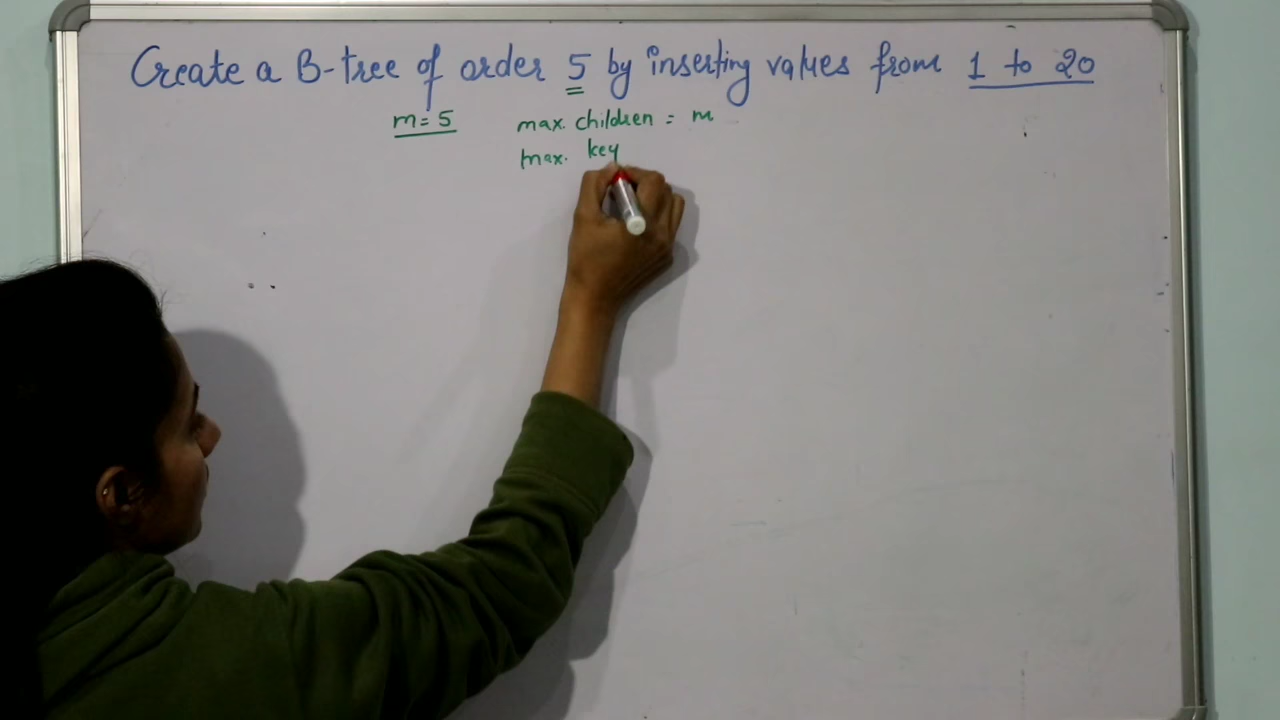 Create a B-tree of order 5 by inserting values from 1 to 20
m = 5 max. children = m
max. key